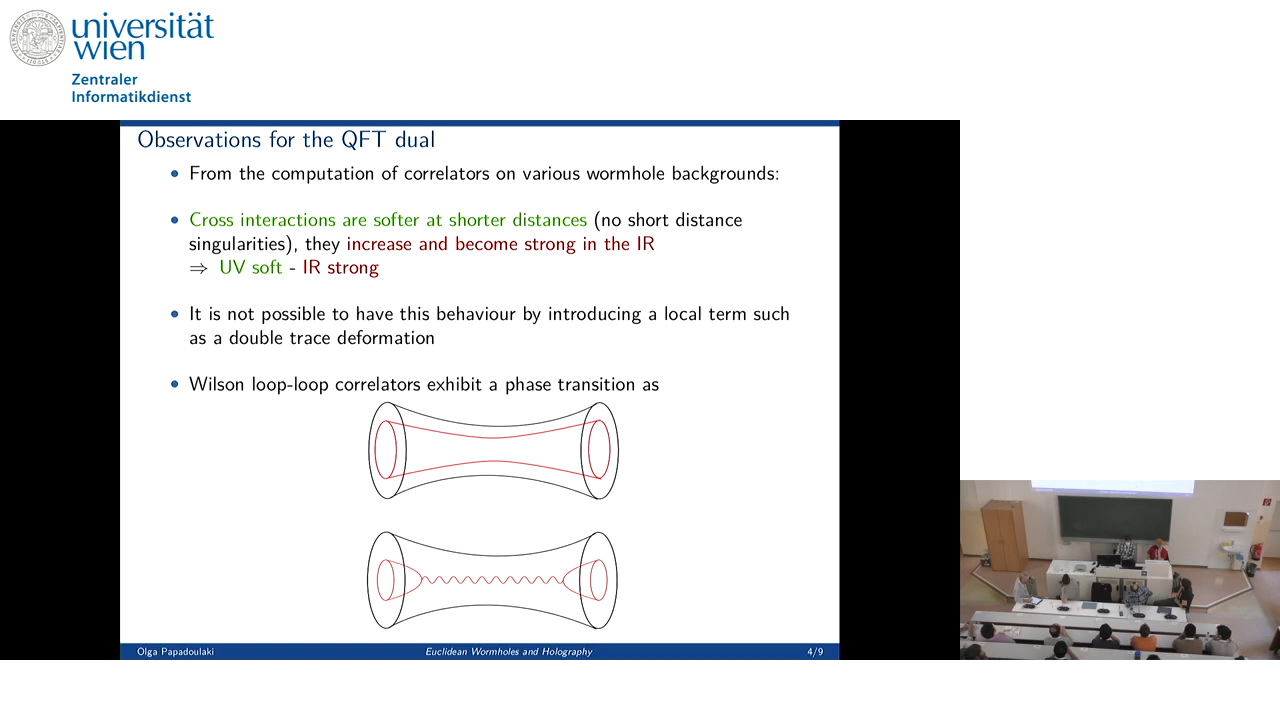 universität
wien
Zentraler
Informatikdienst
Observations for the QFT dual
• From the computation of correlators on various wormhole backgrounds:
• Cross interactions are softer at shorter distances (no short distance
singularities), they increase and become strong in the IR
⇒ UV soft - IR strong
• It is not possible to have this behaviour by introducing a local term such
as a double trace deformation
• Wilson loop-loop correlators exhibit a phase transition as
Olga Papadoulaki
Euclidean Wormholes and Holography
4/9